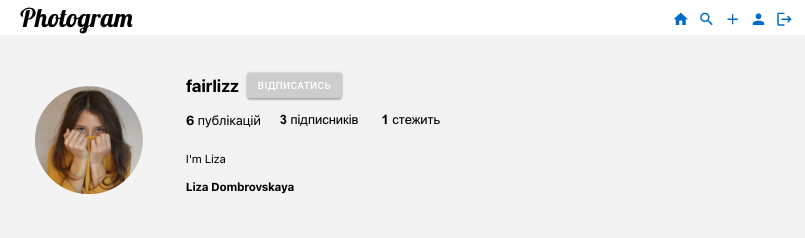 Photogram
fairlizz ВІДПИСАТИСЬ
6 публікацій 3 підписників 1 стежить
I'm Liza
Liza Dombrovskaya